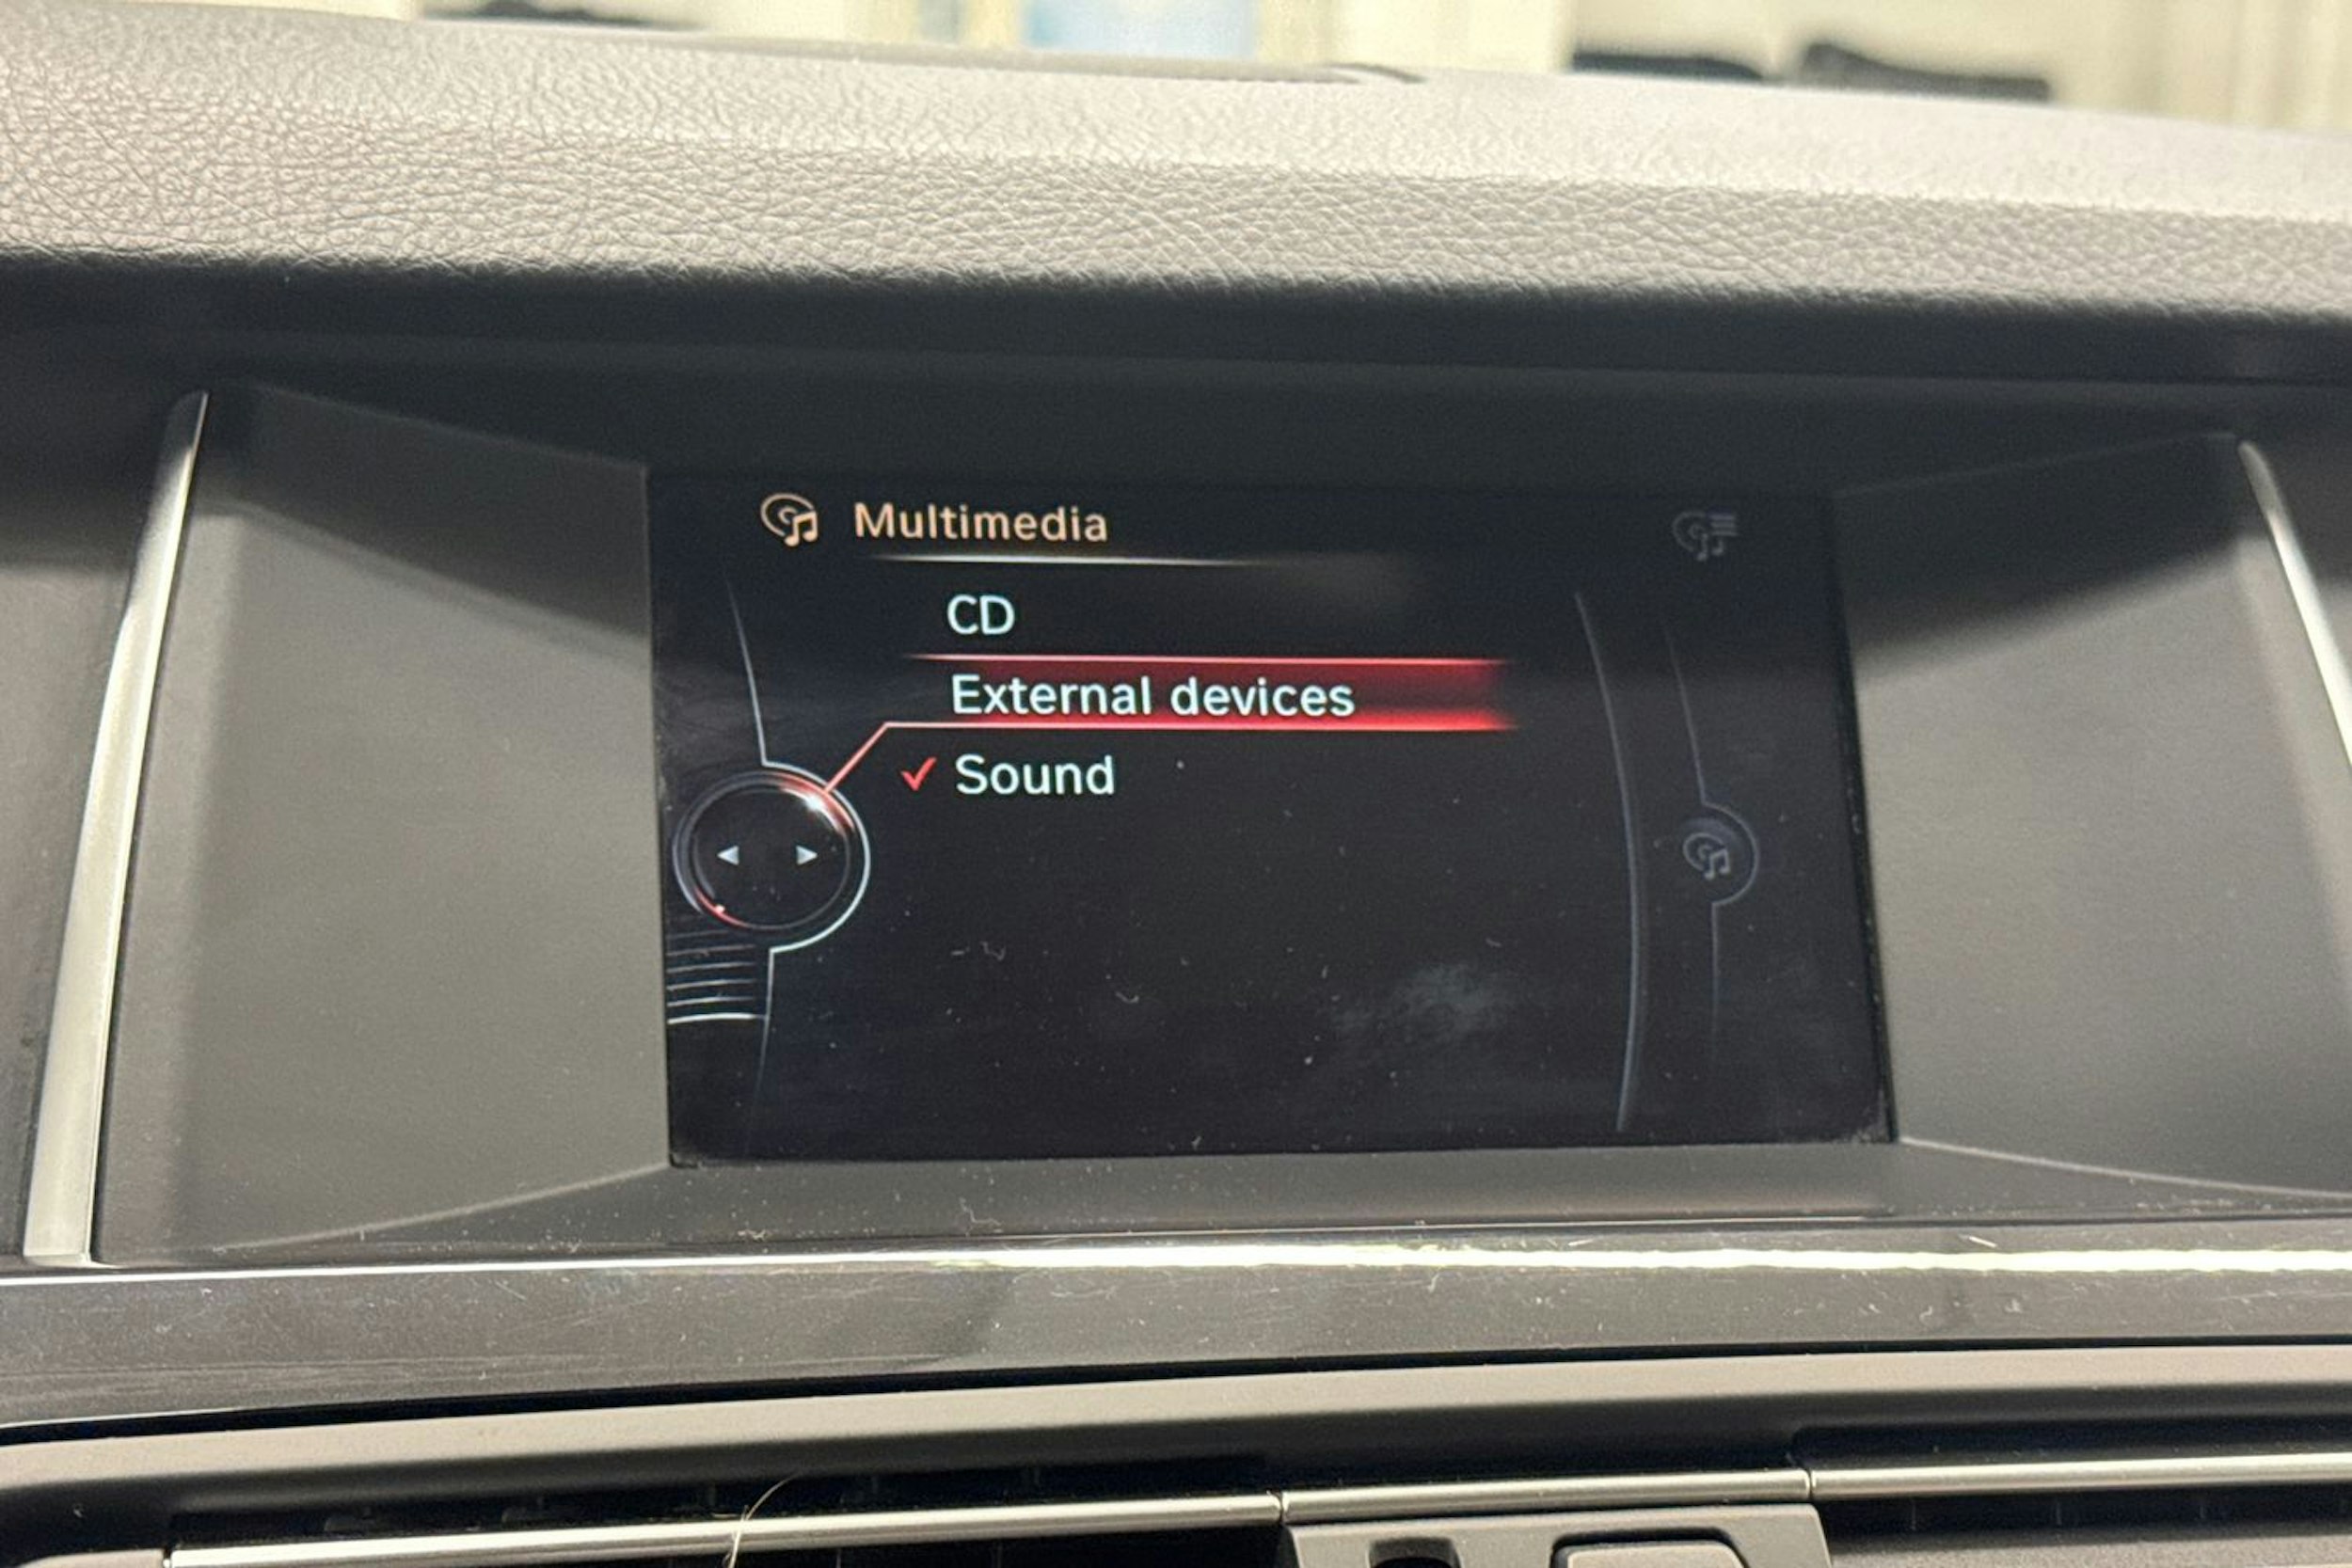 Multimedia
CD
External devices
Sound